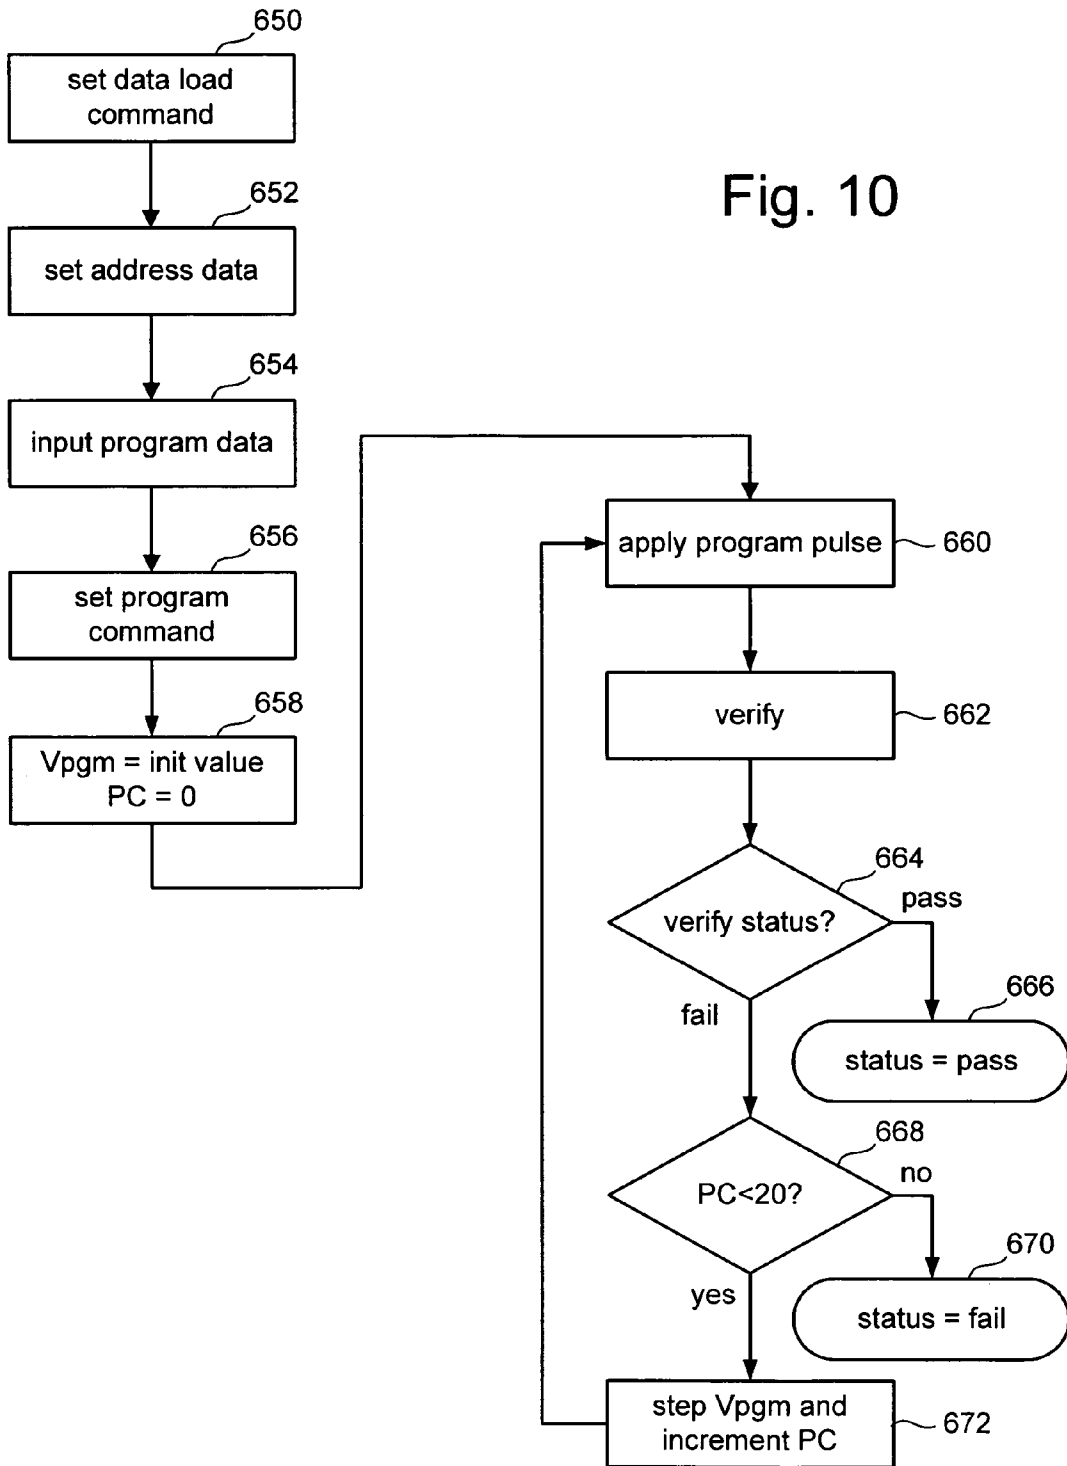 650
set data load
command
Fig. 10
652
set address data
654
input program data
656
set program
command
658
Vpgm = init value
PC = 0
apply program pulse
660
verify
662
664
verify status?
pass
fail
666
status = pass
668
PC<20?
no
yes
670
status = fail
step Vpgm and
increment PC
672